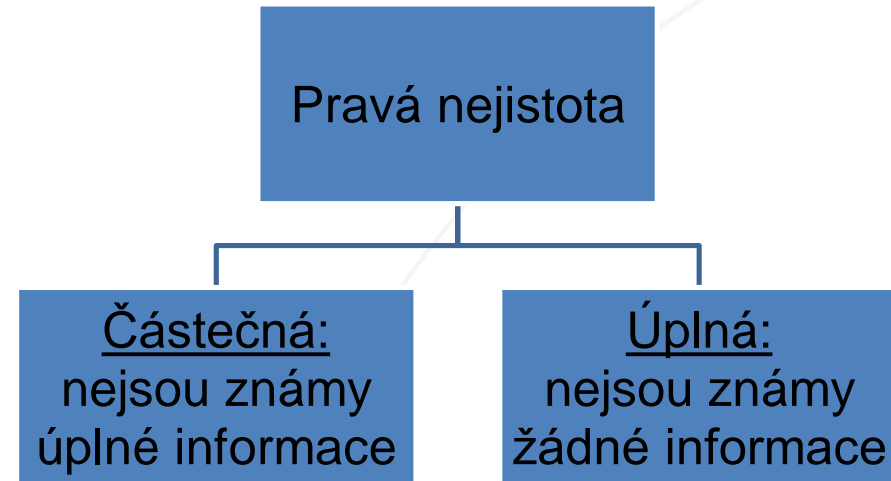 Pravá nejistota
Částečná:
nejsou známy
úplné informace
Úplná:
nejsou známy
žádné informace